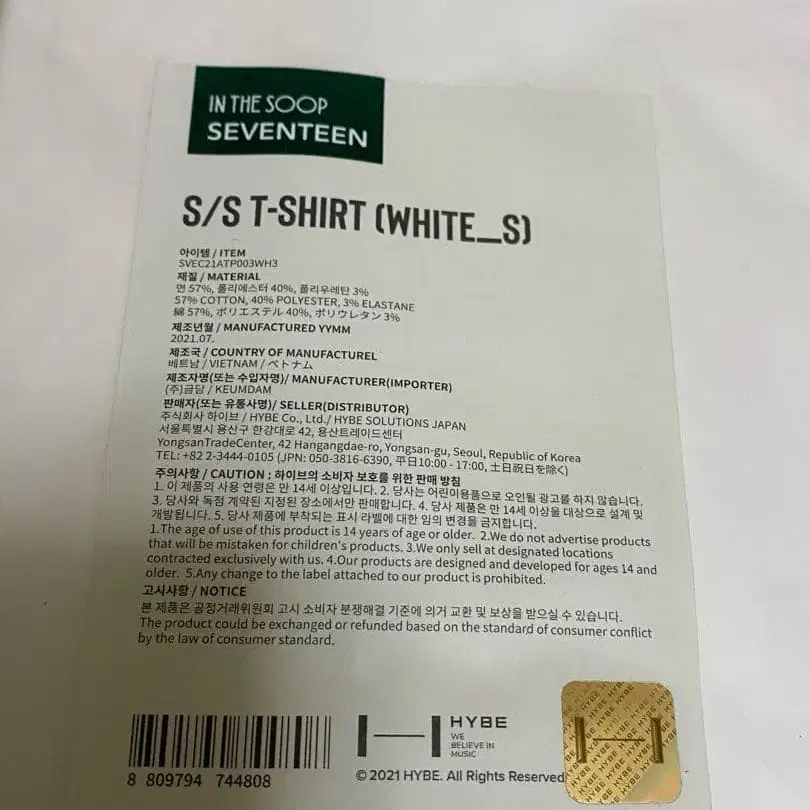 IN THE SOOP
SEVENTEEN
S/S T-SHIRT (WHITE_S)
아이템 / ITEM
SVEC21ATP003WH3
재질 / MATERIAL
면 57%, 폴리에스터 40%, 폴리우레탄 3%
57% COTTON, 40% POLYESTER, 3% ELASTANE
綿 57%, ポリエステル 40%, ポリウレタン 3%
제조년월 / MANUFACTURED YYMM
2021.07.
제조국 / COUNTRY OF MANUFACTUREL
베트남 / VIETNAM / ベトナム
제조자명(또는 수입자명)/ MANUFACTURER(IMPORTER)
(주)금담 / KEUMDAM
판매자(또는 유통사명)/ SELLER(DISTRIBUTOR)
주식회사 하이브 / HYBE Co., Ltd./ HYBE SOLUTIONS JAPAN
서울특별시 용산구 한강대로 42, 용산트레이드센터
YongsanTradeCenter, 42 Hangangdae-ro, Yongsan-gu, Seoul, Republic of Korea
TEL: +82 2-3444-0105 (JPN: 050-3816-6390, 平日10:00 - 17:00, 土日祝日を除く)
주의사항 / CAUTION ; 하이브의 소비자 보호를 위한 판매 방침
1. 이 제품의 사용 연령은 만 14세 이상입니다. 2. 당사는 어린이용품으로 오인될 광고를 하지 않습니다.
3. 당사와 독점 계약된 지정된 장소에서만 판매합니다. 4. 당사 제품은 만 14세 이상을 대상으로 설계 및
개발됩니다. 5. 당사 제품에 부착되는 표시 라벨에 대한 임의 변경을 금지합니다.
1.The age of use of this product is 14 years of age or older. 2.We do not advertise products
that will be mistaken for children's products. 3.We only sell at designated locations
contracted exclusively with us. 4.Our products are designed and developed for ages 14 and
older. 5.Any change to the label attached to our product is prohibited.
고시사항 / NOTICE
본 제품은 공정거래위원회 고시 소비자 분쟁해결 기준에 의거 교환 및 보상을 받으실 수 있습니다.
The product could be exchanged or refunded based on the standard of consumer conflict
by the law of consumer standard.
8 809794 744808
HYBE
WE
BELIEVE IN
MUSIC
© 2021 HYBE. All Rights Reserved
HYBE HYBE HYBE